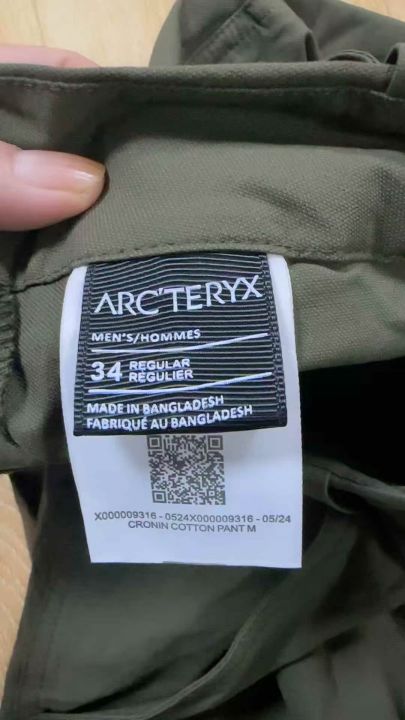 ARC'TERYX
MEN'S/HOMMES
34 REGULAR
RÉGULIER
MADE IN BANGLADESH
FABRIQUÉ AU BANGLADESH
X000009316 - 0524X000009316 - 05/24
CRONIN COTTON PANT M